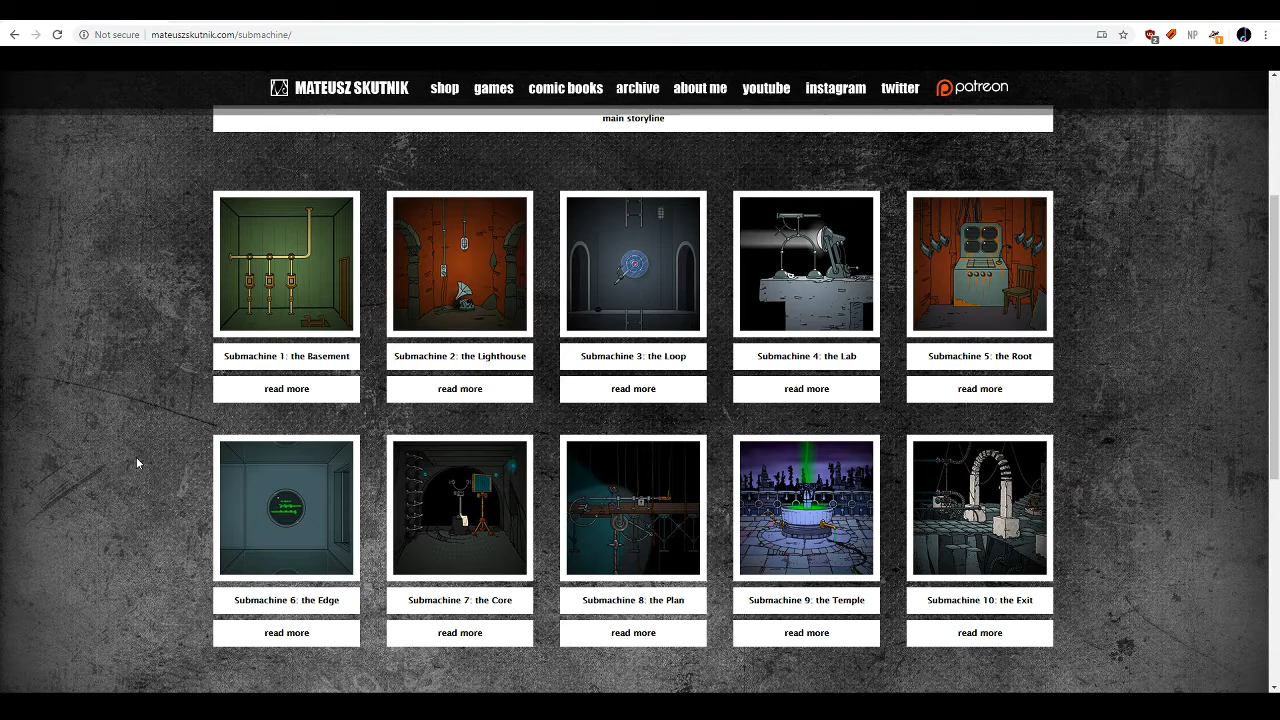 Not secure mateuszskutnik.com/submachine/ NP
2 1
MATEUSZ SKUTNIK shop games comic books archive about me youtube instagram twitter patreon
main storyline
Submachine 1: the Basement Submachine 2: the Lighthouse Submachine 3: the Loop Submachine 4: the Lab Submachine 5: the Root
read more read more read more read more read more
Submachine 6: the Edge Submachine 7: the Core Submachine 8: the Plan Submachine 9: the Temple Submachine 10: the Exit
read more read more read more read more read more